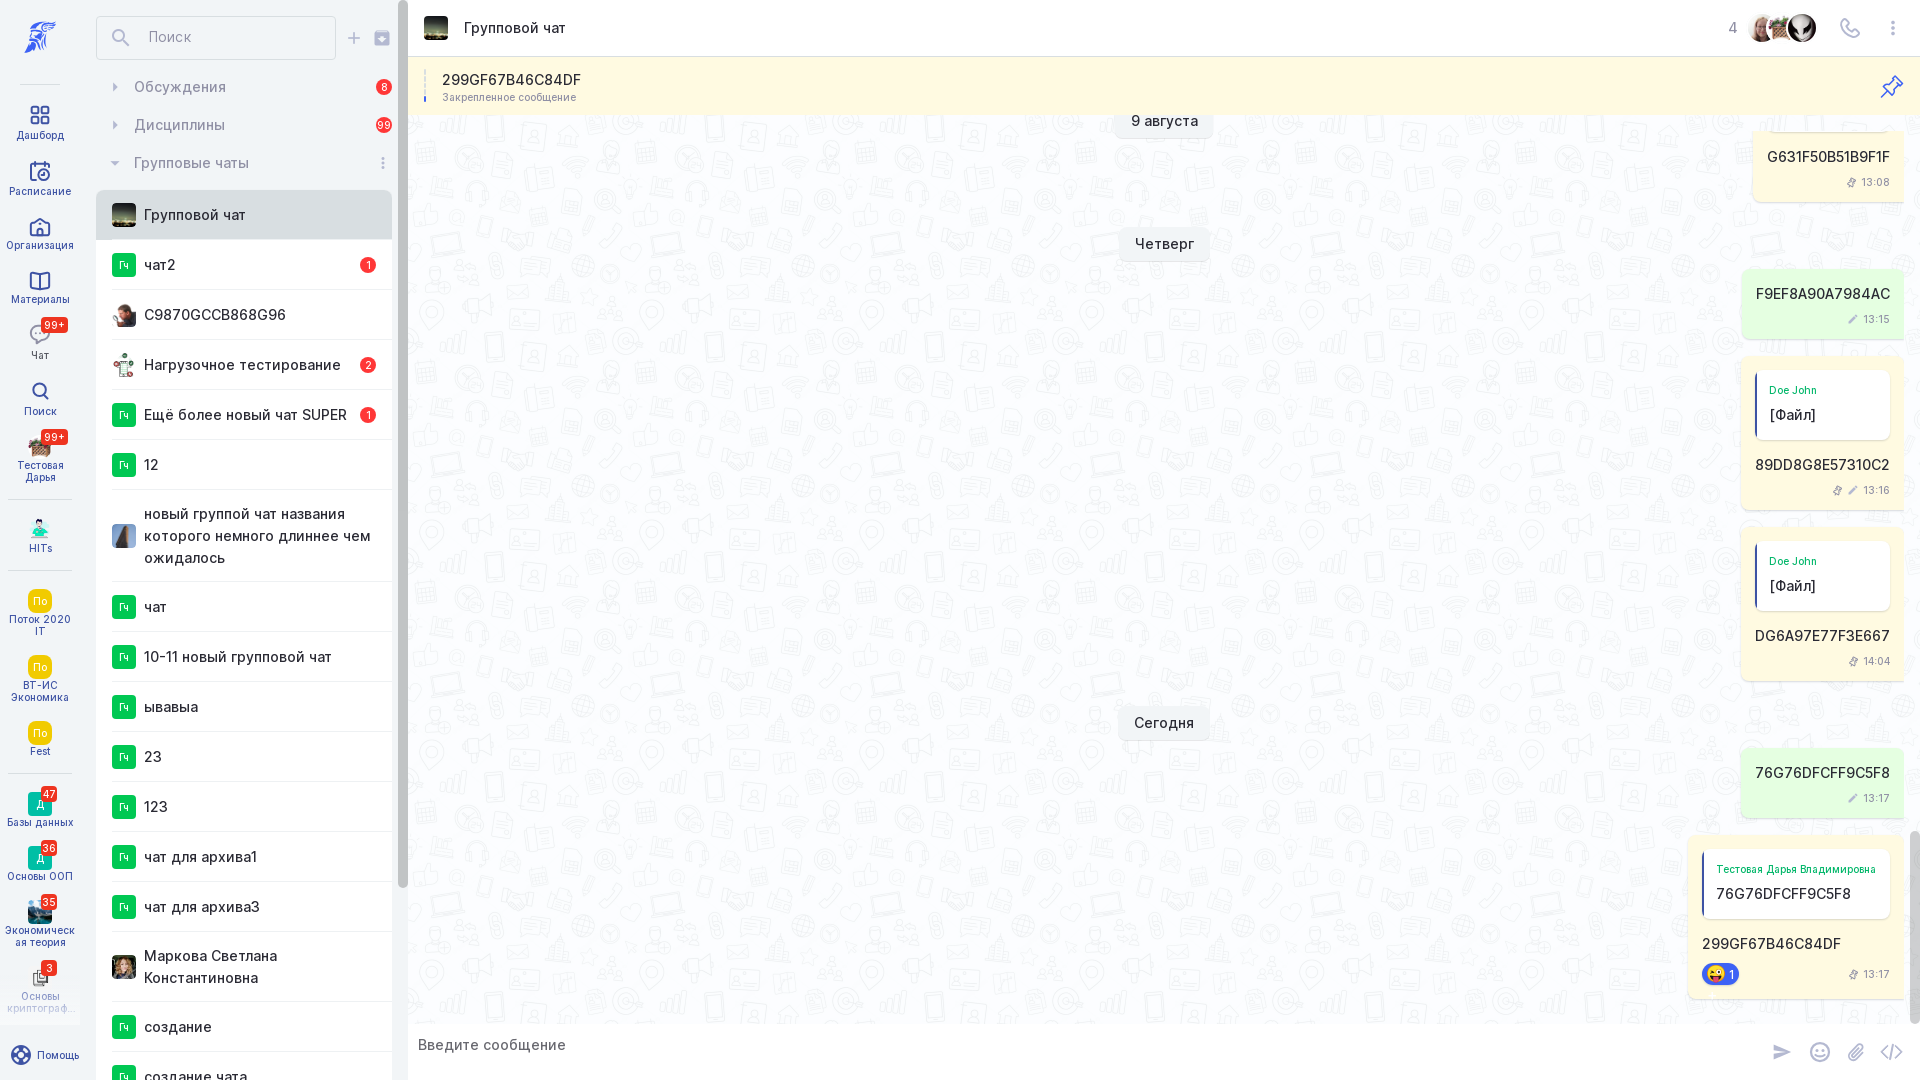 Дашборд
Расписание
Организация
Материалы
99+
Чат
Поиск
99+
Тестовая
Дарья
HITs
По
Поток 2020
IT
По
ВТ-ИС
Экономика
По
Fest
47
Д
Базы данных
36
Д
Основы ООП
35
Экономическ
ая теория
3
Основы
криптограф...
Помощь
Поиск
Обсуждения
8
Дисциплины
99
Групповые чаты
Групповой чат
Гч
чат2
1
C9870GCCB868G96
Нагрузочное тестирование
2
Гч
Ещё более новый чат SUPER
1
Гч
12
новый группой чат названия
которого немного длиннее чем
ожидалось
Гч
чат
Гч
10-11 новый групповой чат
Гч
ывавыа
Гч
23
Гч
123
Гч
чат для архива1
Гч
чат для архива3
Маркова Светлана
Константиновна
Гч
создание
Гч
создание чата
Групповой чат
4
299GF67B46C84DF
Закрепленное сообщение
9 августа
G631F50B51B9F1F
13:08
Четверг
F9EF8A90A7984AC
13:15
Doe John
[Файл]
89DD8G8E57310C2
13:16
Doe John
[Файл]
DG6A97E77F3E667
14:04
Сегодня
76G76DFCFF9C5F8
13:17
Тестовая Дарья Владимировна
76G76DFCFF9C5F8
299GF67B46C84DF
1
13:17
Введите сообщение